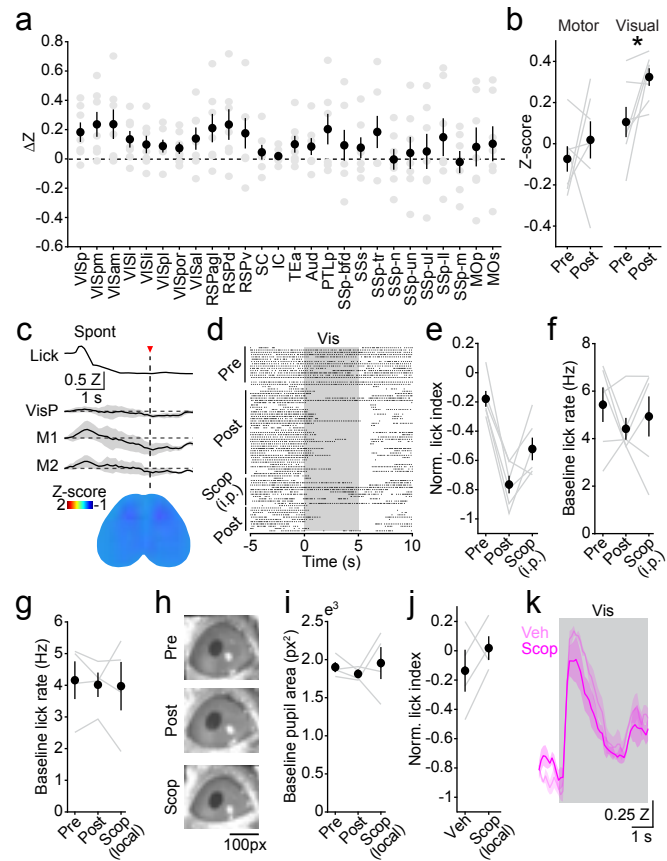 a
ΔZ
0.6
0.4
0.2
0
-0.2
-0.4
-0.6
VISp
VISpm
VISam
VISl
VISli
VISpl
VISpor
VISal
RSPagl
RSPd
RSPv
SC
IC
TEa
Aud
PTLp
SSp-bfd
SSs
SSp-tr
SSp-n
SSp-un
SSp-ul
SSp-ll
SSp-m
MOp
MOs
b
Motor Visual
*
Z-score
0.4
0.2
0
-0.2
-0.4
Pre
Post
Pre
Post
c
Spont
Lick
0.5 Z
1 s
VisP
M1
M2
Z-score
2 -1
d
Vis
Pre
Post
Scop
(i.p.)
Post
-5 0 5 10
Time (s)
e
Norm. lick index
0
-0.2
-0.4
-0.6
-0.8
-1
Pre
Post
Scop
(i.p.)
f
Baseline lick rate (Hz)
8
6
4
2
0
Pre
Post
Scop
(i.p.)
g
Baseline lick rate (Hz)
6
5
4
3
2
1
0
Pre
Post
Scop
(local)
h
Pre
Post
Scop
100px
i
e³
Baseline pupil area (px²)
2.5
2.0
1.5
1.0
0.5
0
Pre
Post
Scop
(local)
j
Norm. lick index
0.2
0
-0.2
-0.4
-0.6
-0.8
-1
Veh
Scop
(local)
k
Vis
Veh
Scop
0.25 Z
1 s